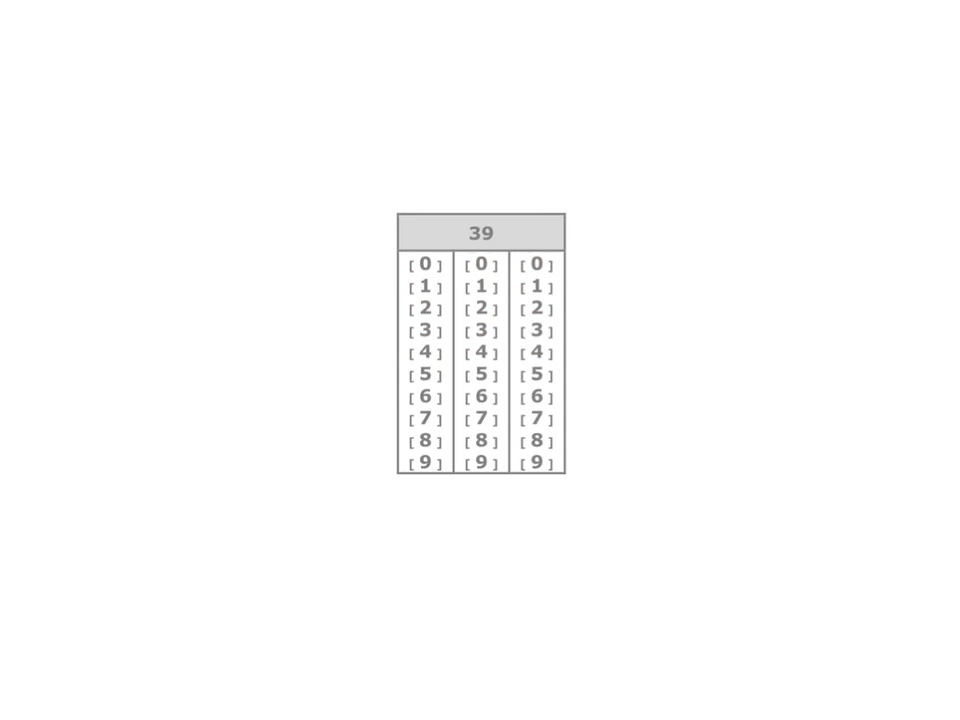 39
[ 0 ] [ 0 ] [ 0 ]
[ 1 ] [ 1 ] [ 1 ]
[ 2 ] [ 2 ] [ 2 ]
[ 3 ] [ 3 ] [ 3 ]
[ 4 ] [ 4 ] [ 4 ]
[ 5 ] [ 5 ] [ 5 ]
[ 6 ] [ 6 ] [ 6 ]
[ 7 ] [ 7 ] [ 7 ]
[ 8 ] [ 8 ] [ 8 ]
[ 9 ] [ 9 ] [ 9 ]